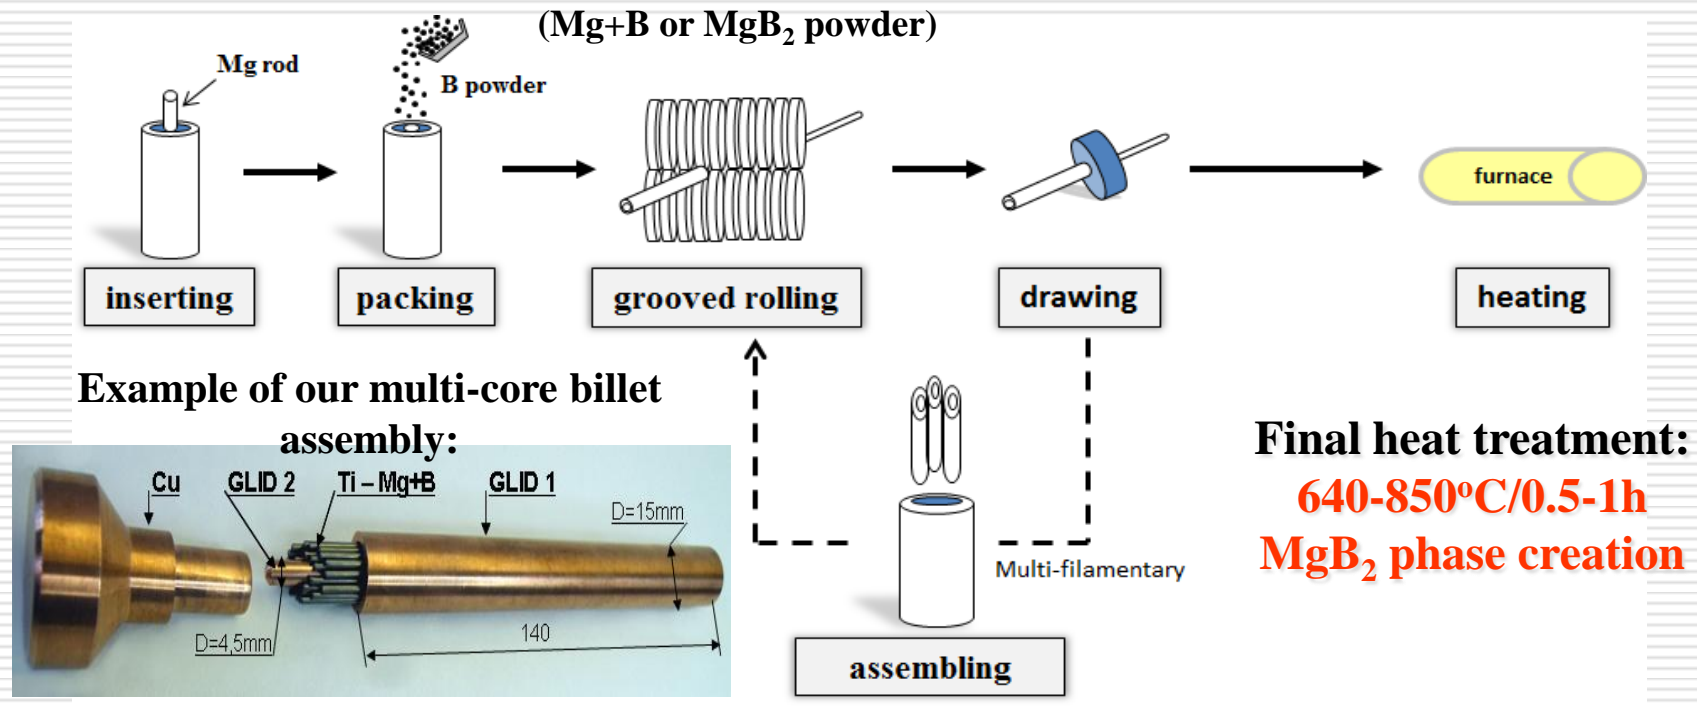 (Mg+B or MgB₂ powder)
Mg rod
B powder
furnace
inserting
packing
grooved rolling
drawing
heating
Example of our multi-core billet
assembly:
Cu
GLID 2
Ti – Mg+B
GLID 1
D=15mm
D=4,5mm
140
Multi-filamentary
assembling
Final heat treatment:
640-850ᵒC/0.5-1h
MgB₂ phase creation